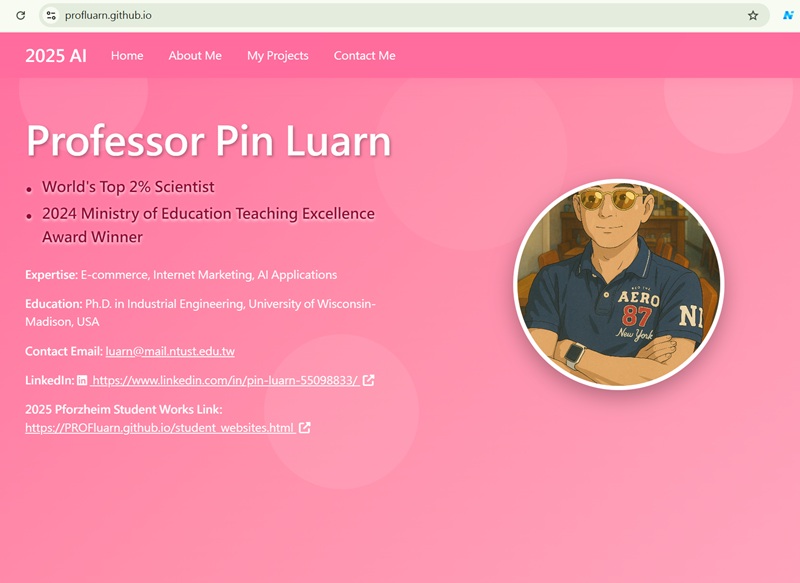 profluarn.github.io
2025 AI
Home
About Me
My Projects
Contact Me
Professor Pin Luarn
World's Top 2% Scientist
2024 Ministry of Education Teaching Excellence
Award Winner
Expertise: E-commerce, Internet Marketing, AI Applications
Education: Ph.D. in Industrial Engineering, University of Wisconsin-
Madison, USA
Contact Email: luarn@mail.ntust.edu.tw
LinkedIn: https://www.linkedin.com/in/pin-luarn-55098833/
2025 Pforzheim Student Works Link:
https://PROFluarn.github.io/student_websites.html
AERO
87
New York